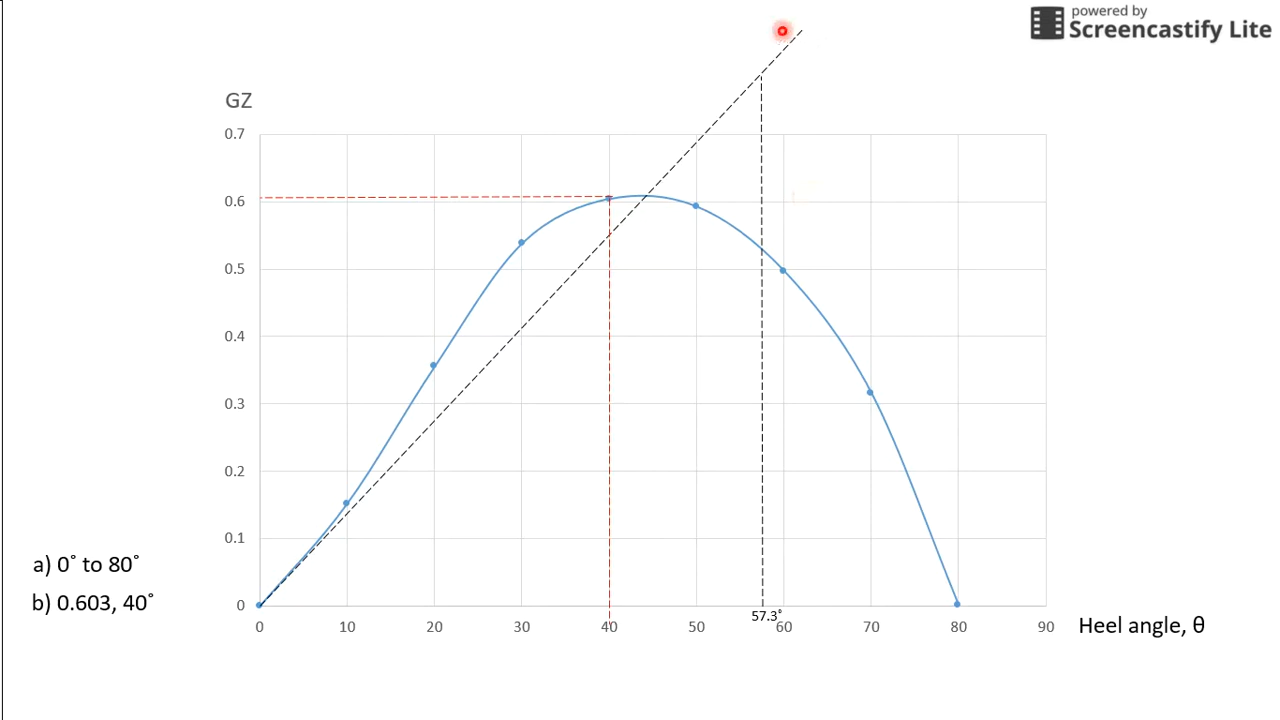 powered by
Screencastify Lite
GZ
0.7
0.6
0.5
0.4
0.3
0.2
0.1
0
a) 0˚ to 80˚
b) 0.603, 40˚
57.3˚
0 10 20 30 40 50 60 70 80 90
Heel angle, θ